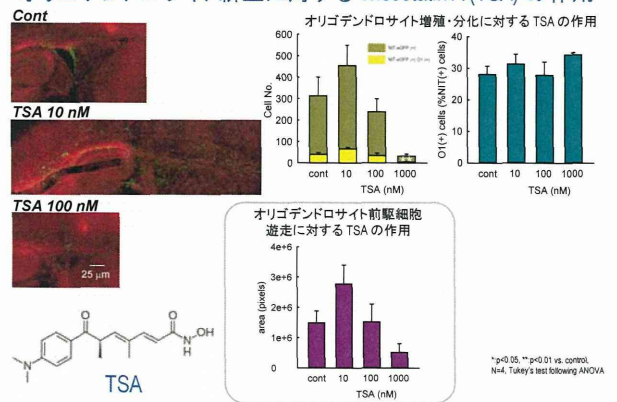 Cont
TSA 10 nM
TSA 100 nM
25 μm
TSA
オリゴデンドロサイト増殖・分化に対する TSA の作用
Cell No.
600
500
400
300
200
100
0
cont 10 100 1000
TSA (nM)
O1(+) cells (%NIT(+) cells)
40
30
20
10
0
cont 10 100 1000
TSA (nM)
オリゴデンドロサイト前駆細胞
遊走に対する TSA の作用
area (pixels)
4e+6
3e+6
2e+6
1e+6
0
cont 10 100 1000
TSA (nM)
O
O
N
H
OH
N
*:p<0.05, **:p<0.01 vs. control,
N=4, Tukey's test following ANOVA